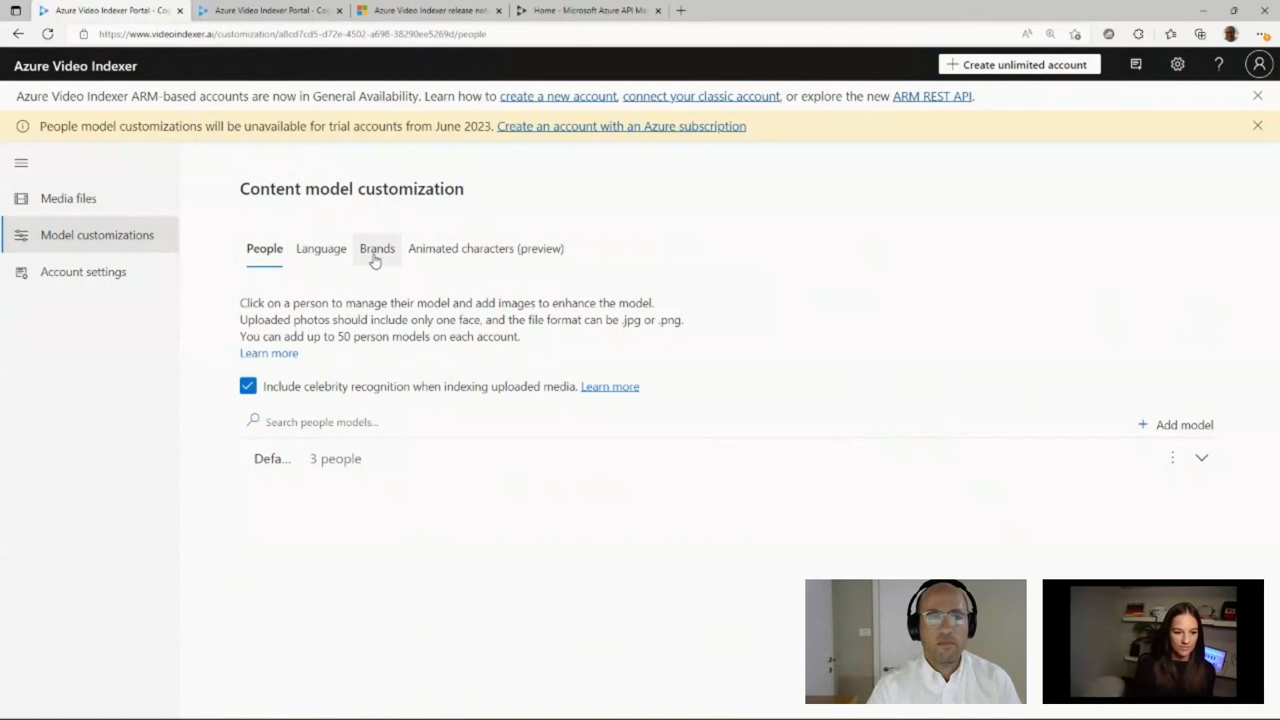 Azure Video Indexer Portal - Cog
Azure Video Indexer Portal - Cog
Azure Video Indexer release not
Home - Microsoft Azure API Ma
https://www.videoindexer.ai/customization/a8cd7cd5-d72e-4502-a698-38290ee5269d/people
Azure Video Indexer
Create unlimited account
Azure Video Indexer ARM-based accounts are now in General Availability. Learn how to create a new account, connect your classic account, or explore the new ARM REST API.
People model customizations will be unavailable for trial accounts from June 2023. Create an account with an Azure subscription
Media files
Model customizations
Account settings
Content model customization
People Language Brands Animated characters (preview)
Click on a person to manage their model and add images to enhance the model.
Uploaded photos should include only one face, and the file format can be .jpg or .png.
You can add up to 50 person models on each account.
Learn more
Include celebrity recognition when indexing uploaded media. Learn more
Search people models...
+ Add model
Defa... 3 people